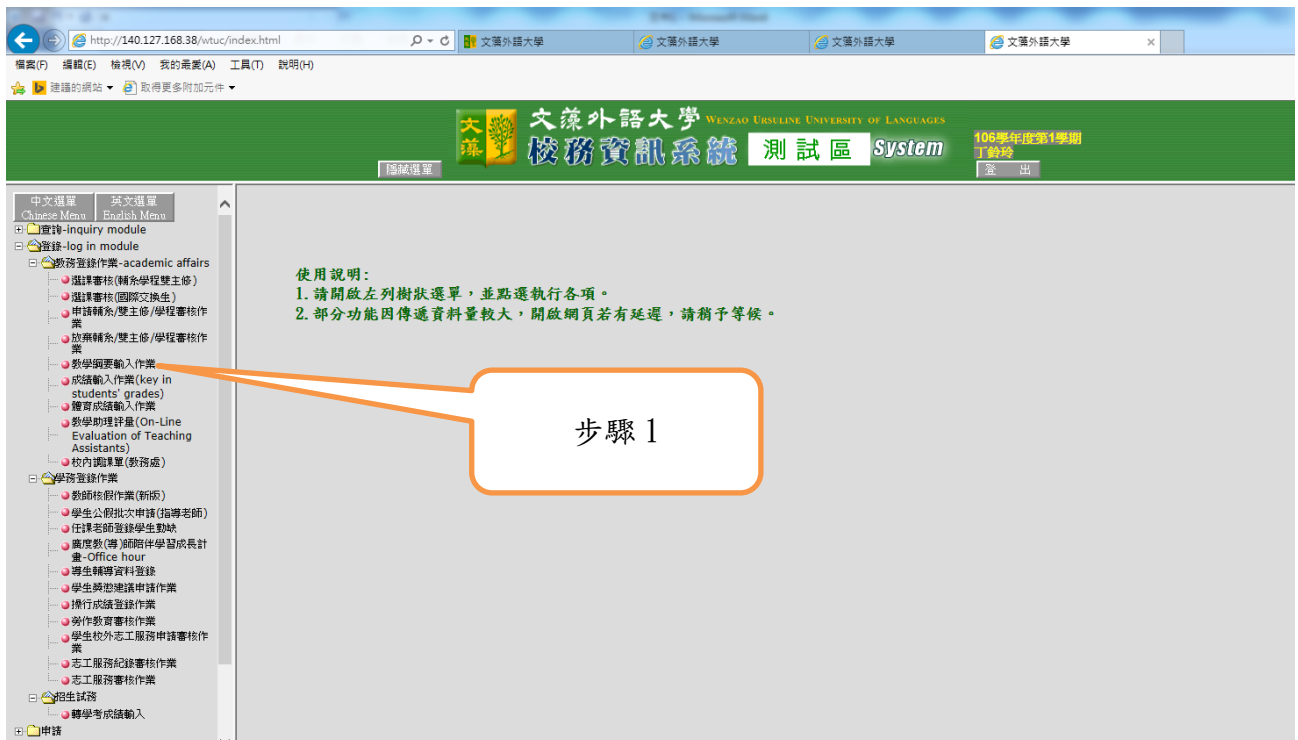 http://140.127.168.38/wtuc/index.html
文藻外語大學
文藻外語大學
文藻外語大學
文藻外語大學
檔案(F) 編輯(E) 檢視(V) 我的最愛(A) 工具(T) 說明(H)
建議的網站 取得更多附加元件
文藻
文藻外語大學 WENZAO URSULINE UNIVERSITY OF LANGUAGES
校務資訊系統 測試區 System
106學年度第1學期
丁鈴玲
隱藏選單
登 出
中文選單 英文選單
Chinese Menu English Menu
查詢-inquiry module
登錄-log in module
教務登錄作業-academic affairs
選課審核(輔系學程雙主修)
選課審核(國際交換生)
申請輔系/雙主修/學程審核作
業
放棄輔系/雙主修/學程審核作
業
教學綱要輸入作業
成績輸入作業(key in
students' grades)
體育成績輸入作業
教學助理評量(On-Line
Evaluation of Teaching
Assistants)
校內調課單(教務處)
學務登錄作業
教師核假作業(新版)
學生公假批次申請(指導老師)
任課老師登錄學生勤缺
廣度教(導)師陪伴學習成長計
畫-Office hour
導生輔導資料登錄
學生獎懲建議申請作業
操行成績登錄作業
勞作教育審核作業
學生校外志工服務申請審核作
業
志工服務紀錄審核作業
志工服務審核作業
招生試務
轉學考成績輸入
申請
使用說明:
1.請開啟左列樹狀選單，並點選執行各項。
2.部分功能因傳遞資料量較大，開啟網頁若有延遲，請稍予等候。
步驟 1